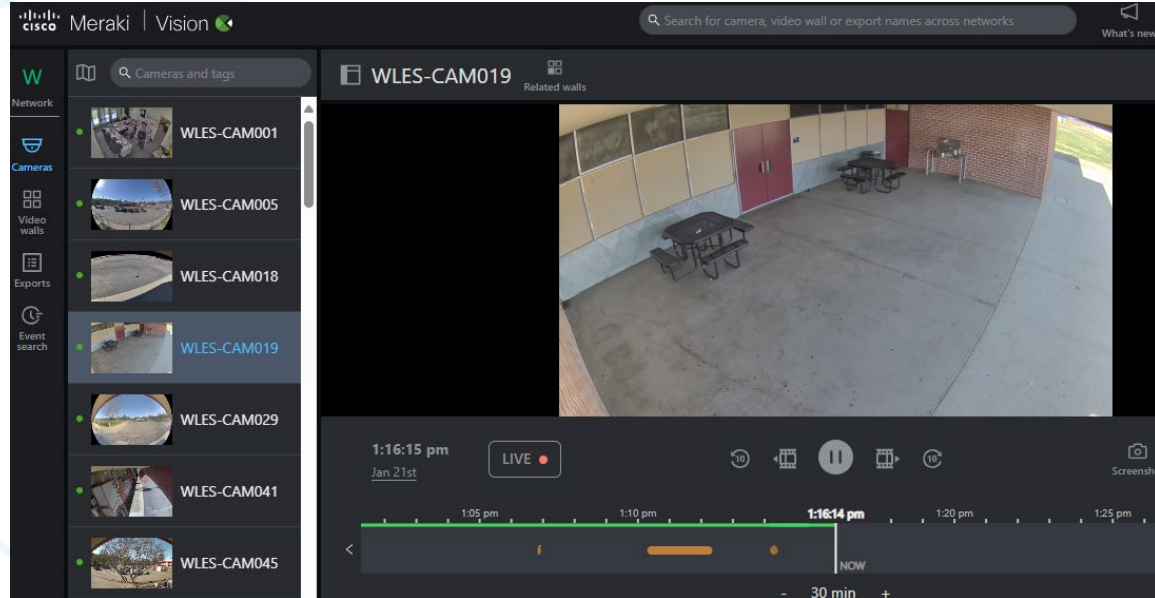 cisco Meraki Vision
Search for camera, video wall or export names across networks
What's new
W
Network
Cameras
Video
walls
Exports
Event
search
Cameras and tags
WLES-CAM001
WLES-CAM005
WLES-CAM018
WLES-CAM019
WLES-CAM029
WLES-CAM041
WLES-CAM045
WLES-CAM019
Related walls
1:16:15 pm
Jan 21st
LIVE
10
10
Screensh
1:05 pm 1:10 pm 1:16:14 pm 1:20 pm 1:25 pm
NOW
- 30 min +